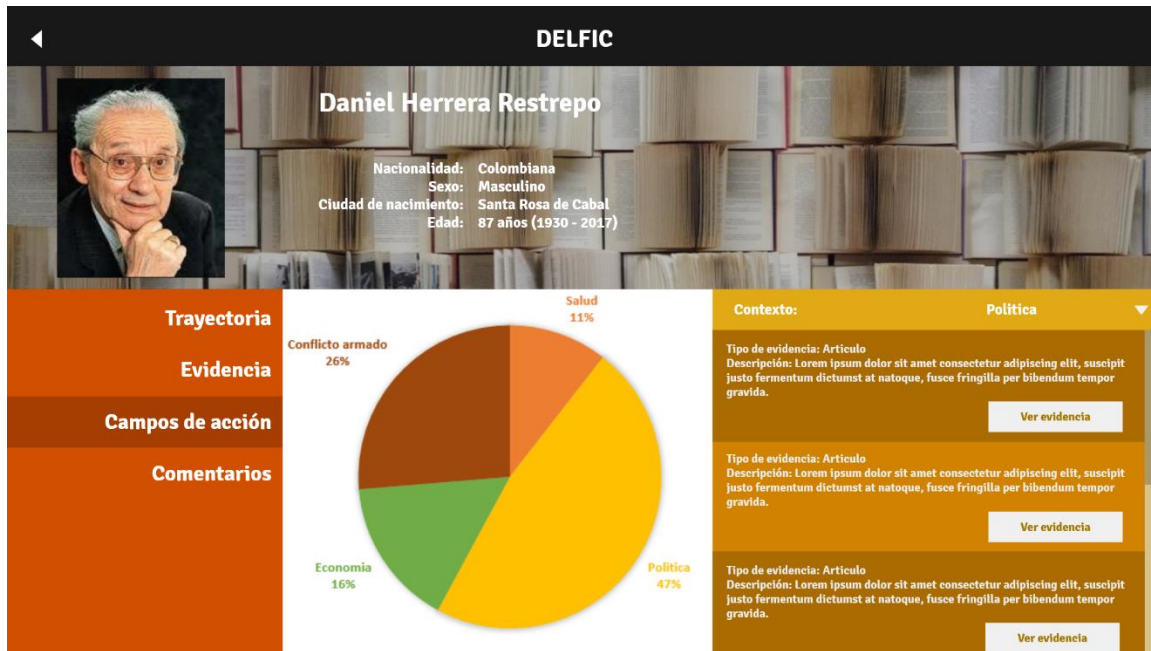 DELFIC
Daniel Herrera Restrepo
Nacionalidad: Colombiana
Sexo: Masculino
Ciudad de nacimiento: Santa Rosa de Cabal
Edad: 87 años (1930 - 2017)
Trayectoria
Evidencia
Campos de acción
Comentarios
Salud
11%
Conflicto armado
26%
Economia
16%
Politica
47%
Contexto: Politica
Tipo de evidencia: Articulo
Descripción: Lorem ipsum dolor sit amet consectetur adipiscing elit, suscipit
justo fermentum dictumst at natoque, fusce fringilla per bibendum tempor
gravida.
Ver evidencia
Tipo de evidencia: Articulo
Descripción: Lorem ipsum dolor sit amet consectetur adipiscing elit, suscipit
justo fermentum dictumst at natoque, fusce fringilla per bibendum tempor
gravida.
Ver evidencia
Tipo de evidencia: Articulo
Descripción: Lorem ipsum dolor sit amet consectetur adipiscing elit, suscipit
justo fermentum dictumst at natoque, fusce fringilla per bibendum tempor
gravida.
Ver evidencia